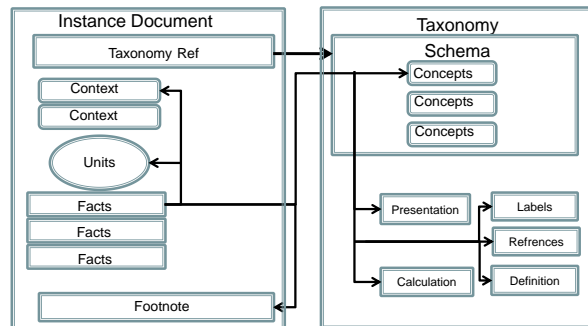 Instance Document
Taxonomy Ref
Context
Context
Units
Facts
Facts
Facts
Footnote
Taxonomy
Schema
Concepts
Concepts
Concepts
Presentation
Labels
Refrences
Calculation
Definition